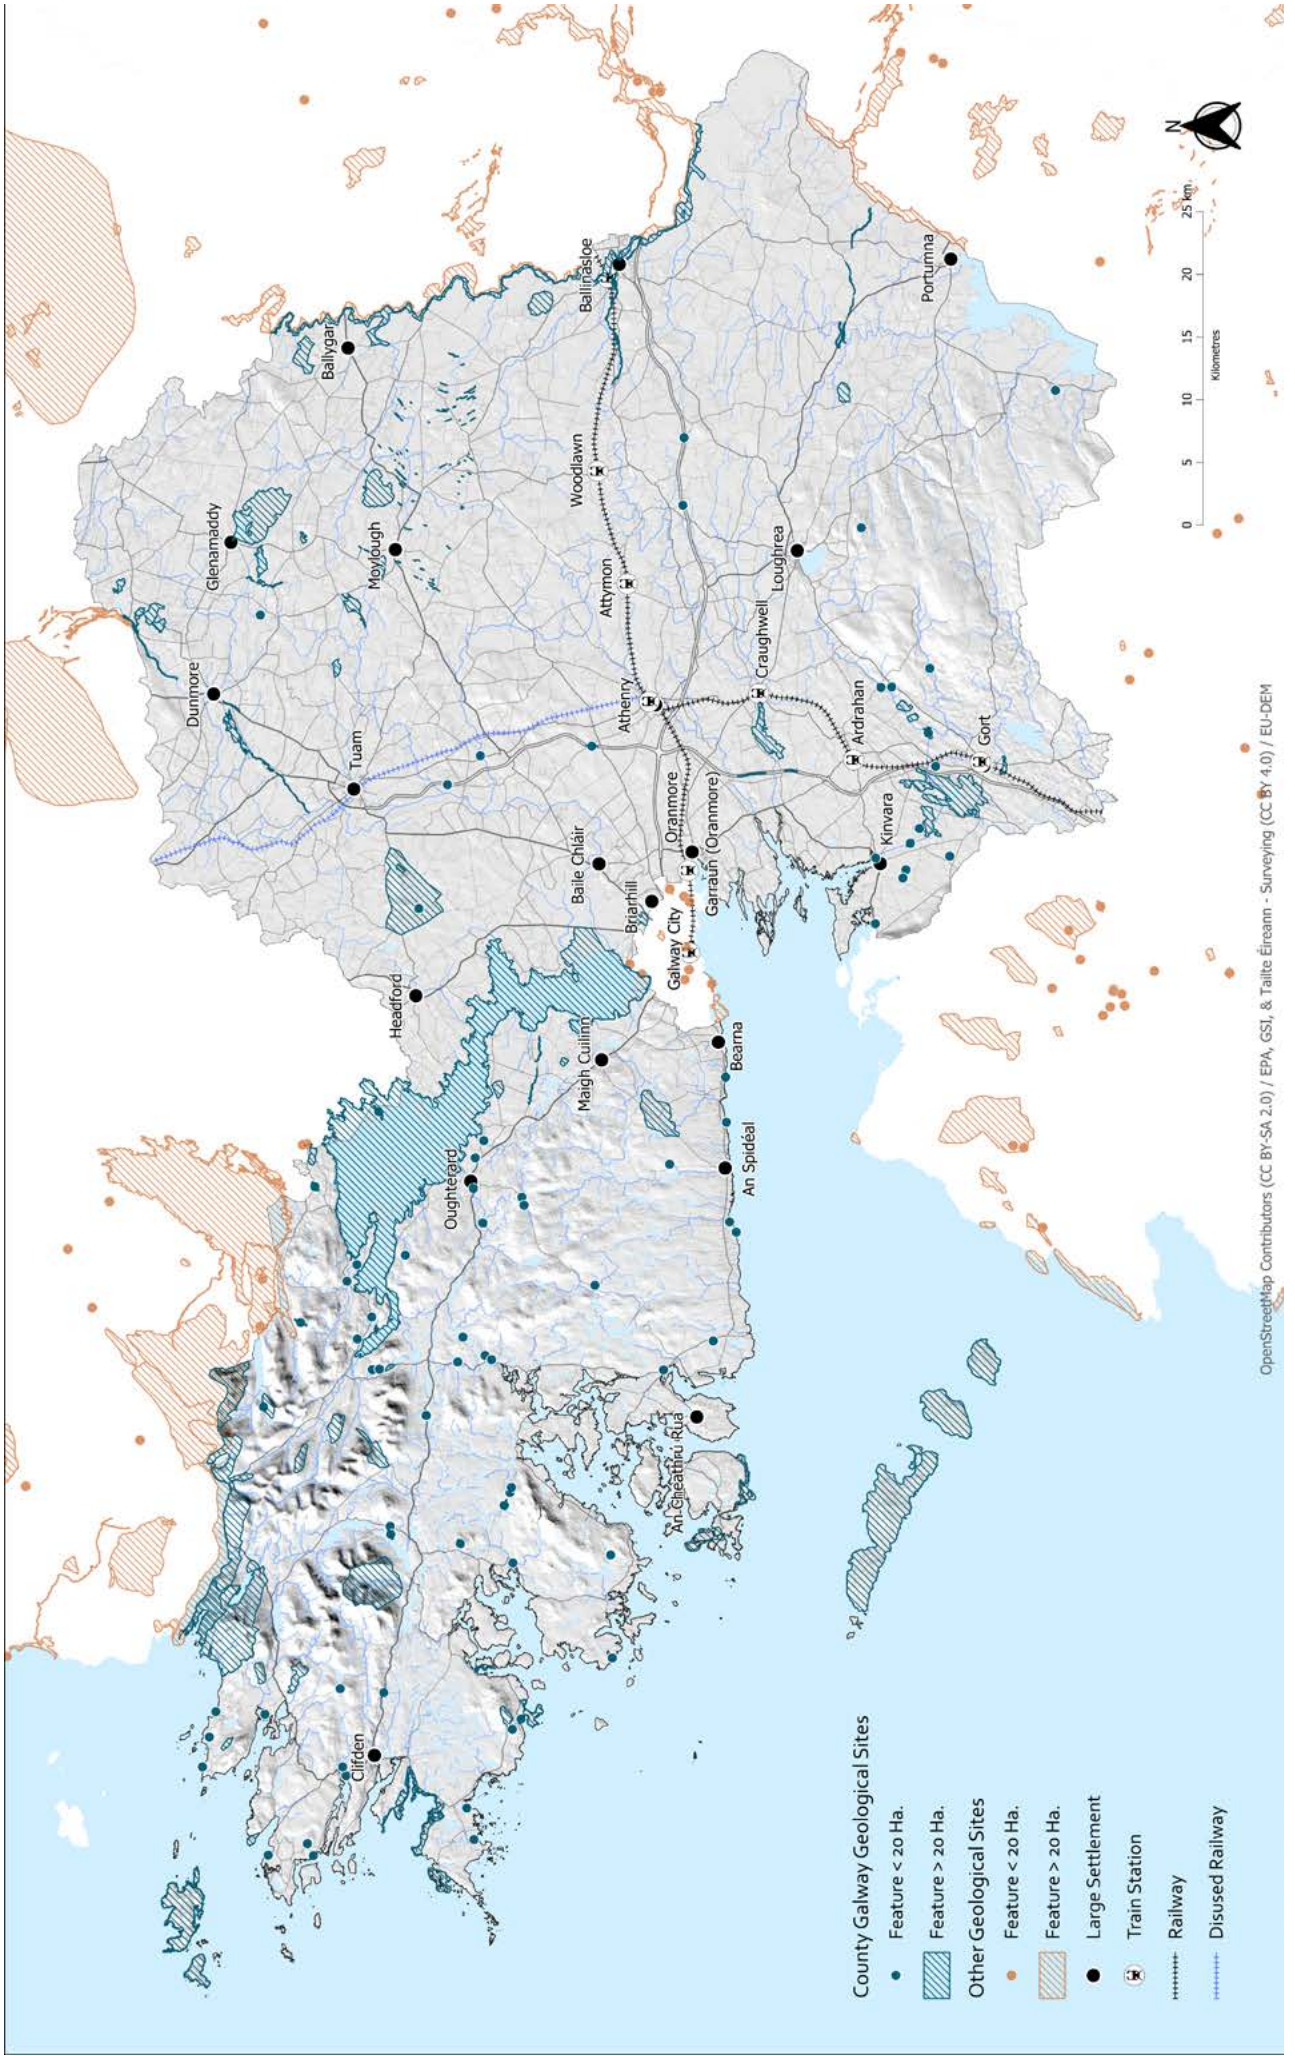 Glenamaddy
Dunmore
Ballygar
Moylough
Tuam
Headford
Ballinasloe
Woodlawn
Attymon
Athenry
Baile Chláir
Briarhill
Oranmore
Garraun (Oranmore)
Galway City
Maigh Cuilinn
Oughterard
Clifden
Bearna
An Spidéal
An Cheathrú Rua
Craughwell
Loughrea
Ardrahan
Kinvara
Gort
Portumna
N
0 5 10 15 20 25 km
Kilometres
County Galway Geological Sites
Feature < 20 Ha.
Feature > 20 Ha.
Other Geological Sites
Feature < 20 Ha.
Feature > 20 Ha.
Large Settlement
Train Station
Railway
Disused Railway
OpenStreetMap Contributors (CC BY-SA 2.0) / EPA, GSI, & Tailte Éireann - Surveying (CC BY 4.0) / EU-DEM